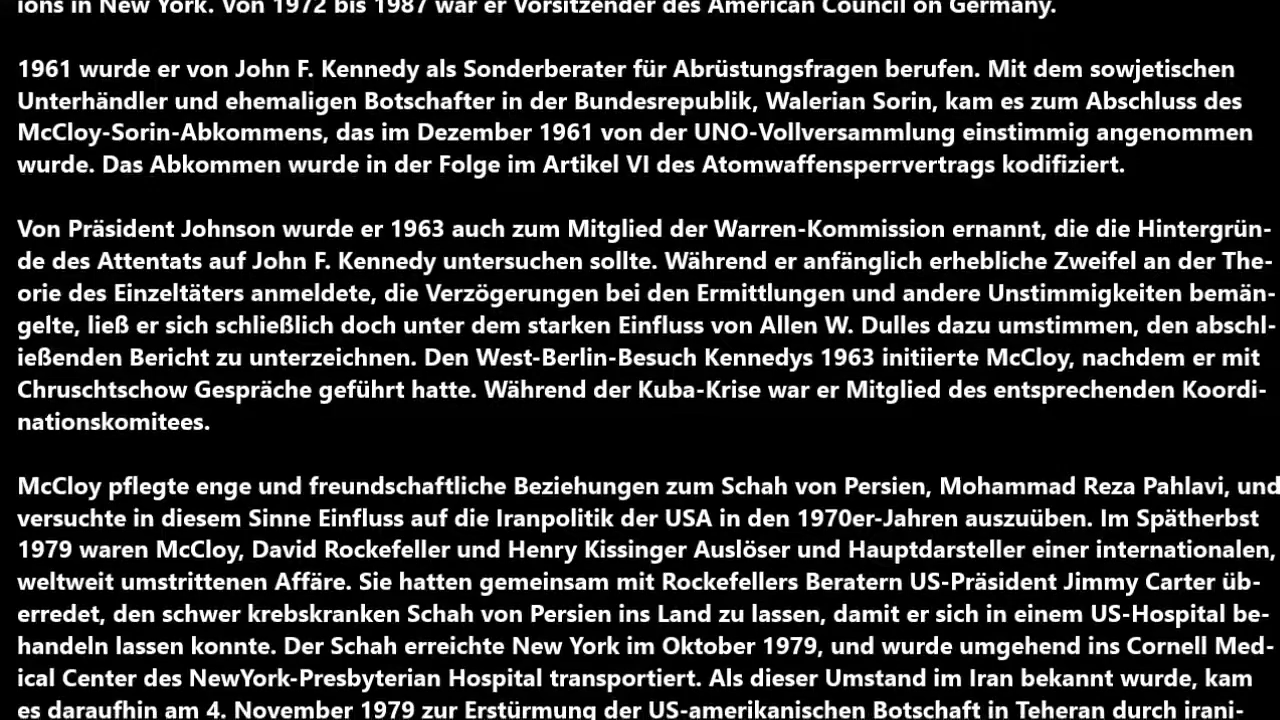 ions in New York. Von 1972 bis 1987 war er Vorsitzender des American Council on Germany.
1961 wurde er von John F. Kennedy als Sonderberater für Abrüstungsfragen berufen. Mit dem sowjetischen
Unterhändler und ehemaligen Botschafter in der Bundesrepublik, Walerian Sorin, kam es zum Abschluss des
McCloy-Sorin-Abkommens, das im Dezember 1961 von der UNO-Vollversammlung einstimmig angenommen
wurde. Das Abkommen wurde in der Folge im Artikel VI des Atomwaffensperrvertrags kodifiziert.
Von Präsident Johnson wurde er 1963 auch zum Mitglied der Warren-Kommission ernannt, die die Hintergrün-
de des Attentats auf John F. Kennedy untersuchen sollte. Während er anfänglich erhebliche Zweifel an der The-
orie des Einzeltäters anmeldete, die Verzögerungen bei den Ermittlungen und andere Unstimmigkeiten bemän-
gelte, ließ er sich schließlich doch unter dem starken Einfluss von Allen W. Dulles dazu umstimmen, den abschl-
ießenden Bericht zu unterzeichnen. Den West-Berlin-Besuch Kennedys 1963 initiierte McCloy, nachdem er mit
Chruschtschow Gespräche geführt hatte. Während der Kuba-Krise war er Mitglied des entsprechenden Koordi-
nationskomitees.
McCloy pflegte enge und freundschaftliche Beziehungen zum Schah von Persien, Mohammad Reza Pahlavi, und
versuchte in diesem Sinne Einfluss auf die Iranpolitik der USA in den 1970er-Jahren auszuüben. Im Spätherbst
1979 waren McCloy, David Rockefeller und Henry Kissinger Auslöser und Hauptdarsteller einer internationalen,
weltweit umstrittenen Affäre. Sie hatten gemeinsam mit Rockefellers Beratern US-Präsident Jimmy Carter üb-
erredet, den schwer krebskranken Schah von Persien ins Land zu lassen, damit er sich in einem US-Hospital be-
handeln lassen konnte. Der Schah erreichte New York im Oktober 1979, und wurde umgehend ins Cornell Med-
ical Center des NewYork-Presbyterian Hospital transportiert. Als dieser Umstand im Iran bekannt wurde, kam
es daraufhin am 4. November 1979 zur Erstürmung der US-amerikanischen Botschaft in Teheran durch irani-